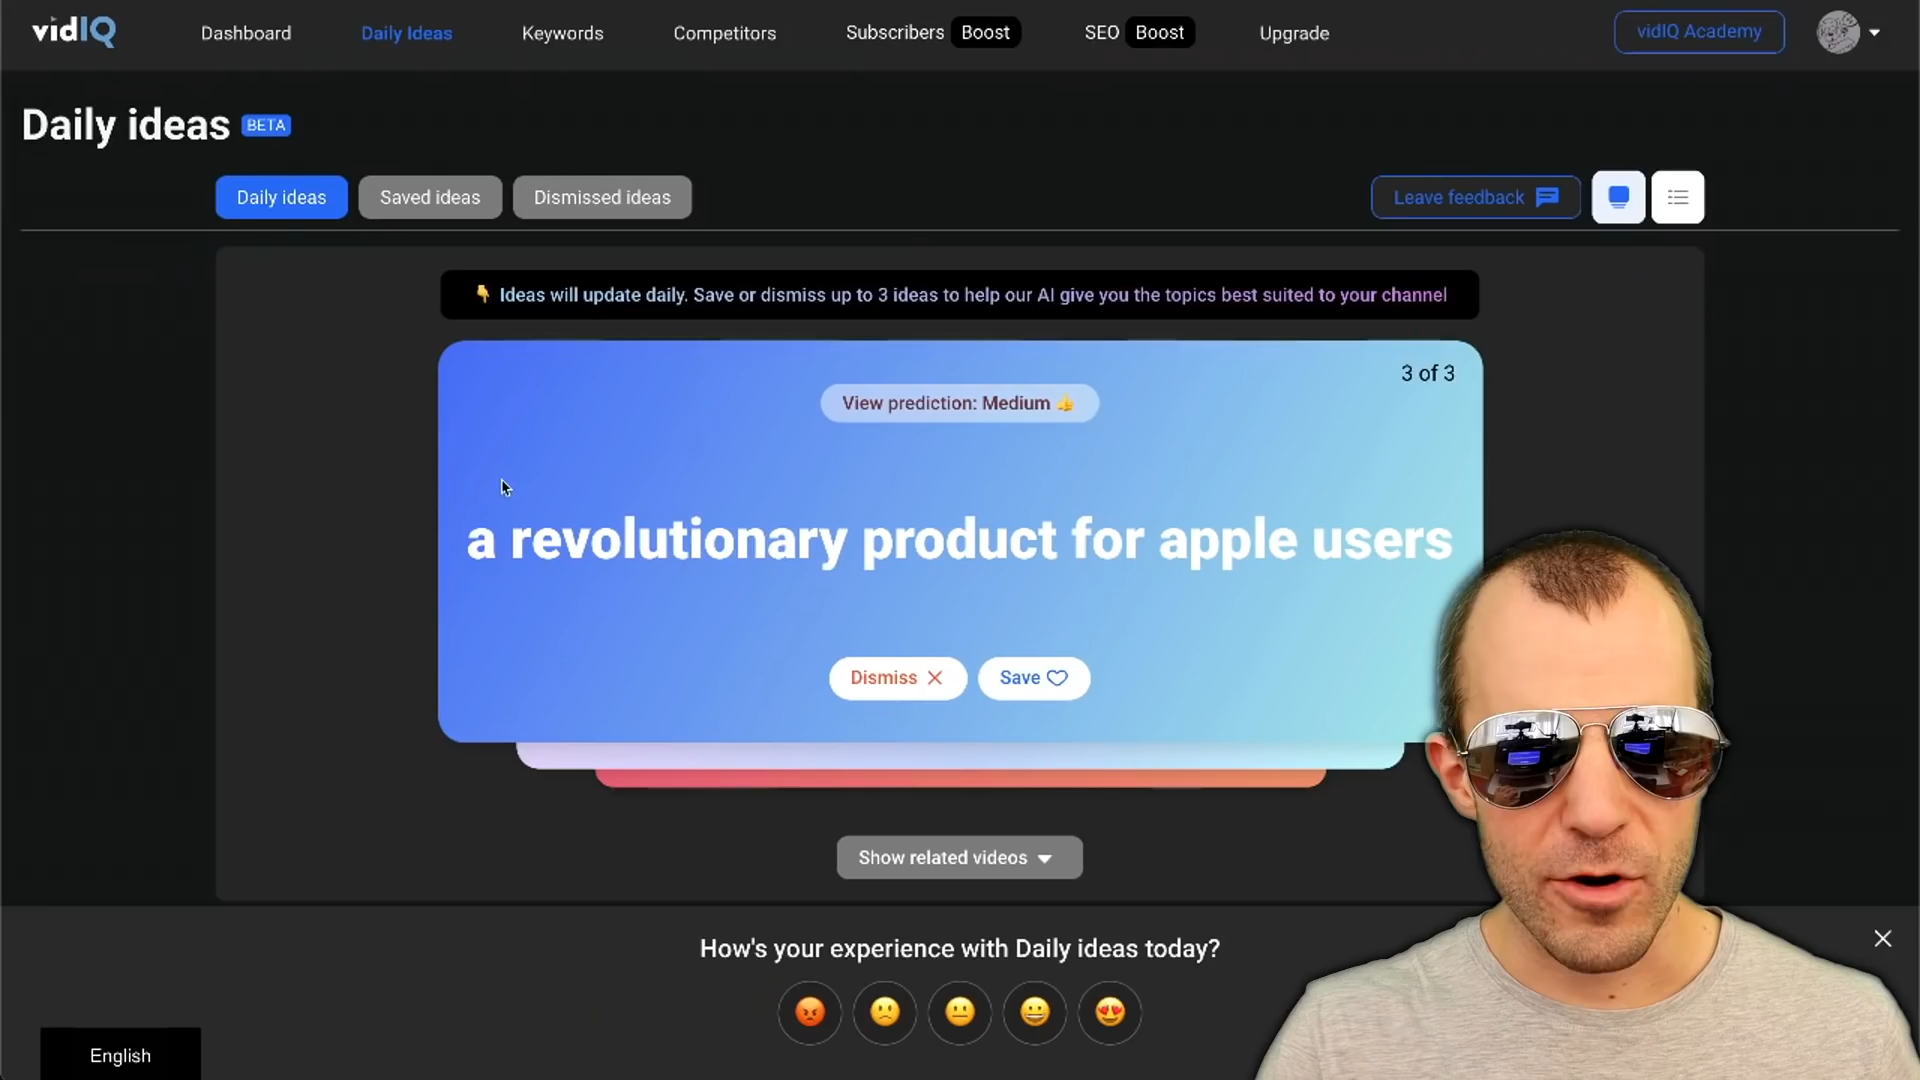 vidIQ
Dashboard
Daily Ideas
Keywords
Competitors
Subscribers Boost
SEO Boost
Upgrade
vidIQ Academy
Daily ideas BETA
Daily ideas
Saved ideas
Dismissed ideas
Leave feedback
👇 Ideas will update daily. Save or dismiss up to 3 ideas to help our AI give you the topics best suited to your channel
3 of 3
View prediction: Medium 👍
a revolutionary product for apple users
Dismiss
Save
Show related videos
How's your experience with Daily ideas today?
English